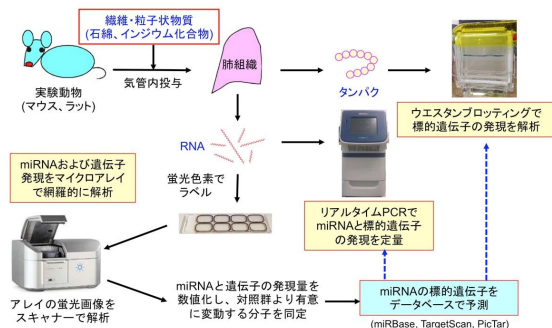 繊維・粒子状物質
(石綿、インジウム化合物)
気管内投与
実験動物
(マウス、ラット)
肺組織
タンパク
ウエスタンブロッティングで
標的遺伝子の発現を解析
RNA
miRNAおよび遺伝子
発現をマイクロアレイ
で網羅的に解析
蛍光色素で
ラベル
リアルタイムPCRで
miRNAと標的遺伝子
の発現を定量
アレイの蛍光画像を
スキャナーで解析
miRNAと遺伝子の発現量を
数値化し、対照群より有意
に変動する分子を同定
miRNAの標的遺伝子を
データベースで予測
(miRBase, TargetScan, PicTar)